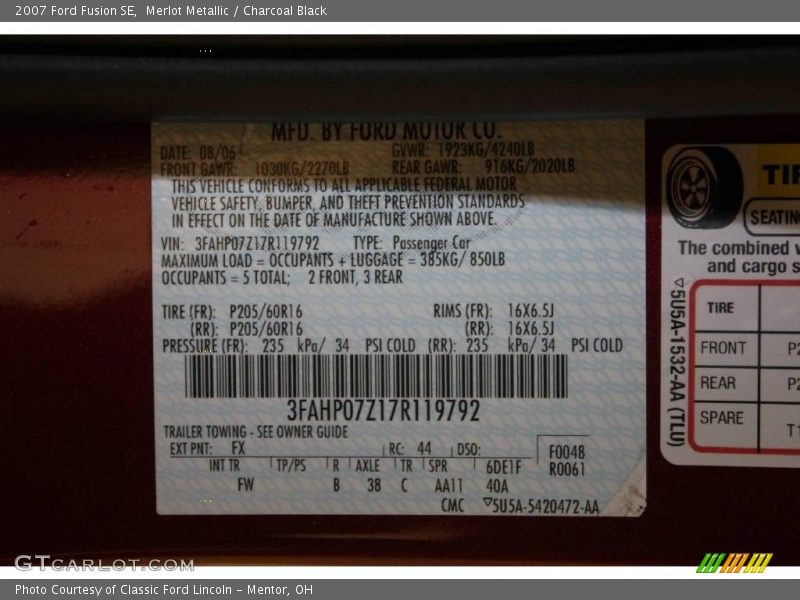 2007 Ford Fusion SE,  Merlot Metallic / Charcoal Black
MFD. BY FORD MOTOR CO.
DATE: 08/06 GVWR: 1923KG/4240LB
FRONT GAWR: 1030KG/2270LB REAR GAWR: 916KG/2020LB
THIS VEHICLE CONFORMS TO ALL APPLICABLE FEDERAL MOTOR
VEHICLE SAFETY, BUMPER, AND THEFT PREVENTION STANDARDS
IN EFFECT ON THE DATE OF MANUFACTURE SHOWN ABOVE.
VIN: 3FAHP07Z17R119792 TYPE: Passenger Car
MAXIMUM LOAD = OCCUPANTS + LUGGAGE = 385KG/ 850LB
OCCUPANTS = 5 TOTAL; 2 FRONT, 3 REAR
TIRE (FR): P205/60R16 RIMS (FR): 16X6.5J
(RR): P205/60R16 (RR): 16X6.5J
PRESSURE (FR): 235 kPa/ 34 PSI COLD (RR): 235 kPa/ 34 PSI COLD
3FAHP07Z17R119792
TRAILER TOWING - SEE OWNER GUIDE
EXT PNT: FX RC: 44 DSO: F0048
INT TR TP/PS R AXLE TR SPR 6DE1F R0061
FW B 38 C AA11 40A
CMC ▽5U5A-5420472-AA
TIR
SEATIN
The combined w
and cargo s
▽5U5A-1532-AA (TLU)
TIRE
FRONT P2
REAR P2
SPARE T1
GTcarlot.com
Photo Courtesy of Classic Ford Lincoln - Mentor, OH